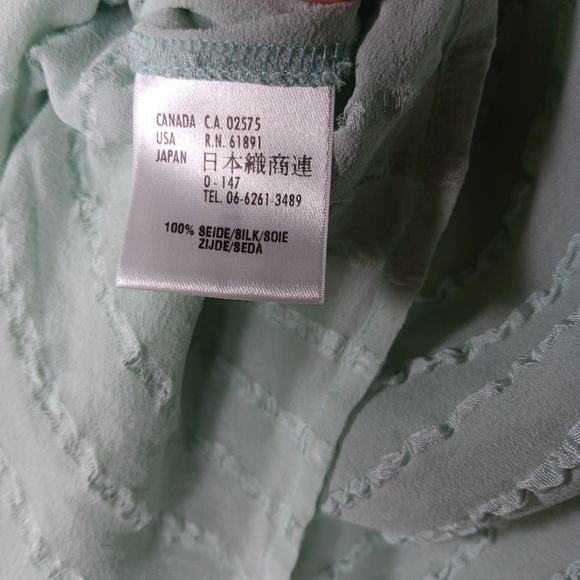 CANADA C.A. 02575
USA R.N. 61891
JAPAN 日本織商連
0-147
TEL. 06-6261-3489
100% SEIDE/SILK/SOIE
ZIJDE/SEDA